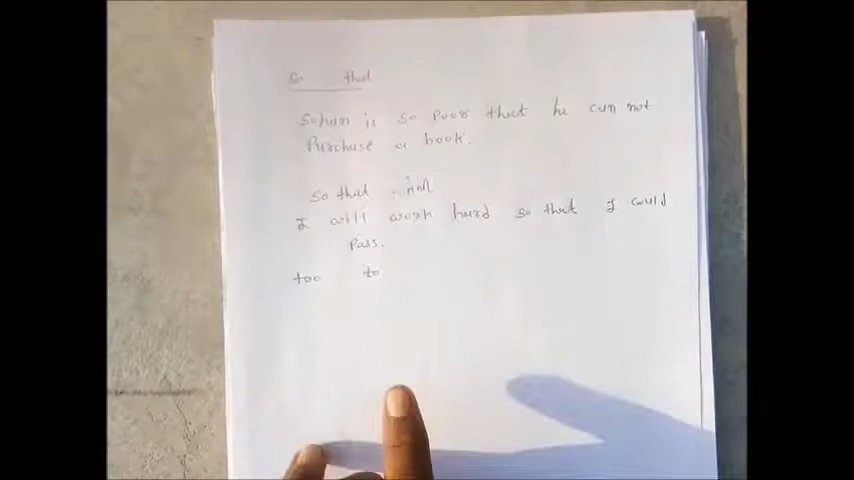 so that
Sohan is so poor that he can not
Purchase a book.
so that
I will work hard so that I could
Pass.
too to